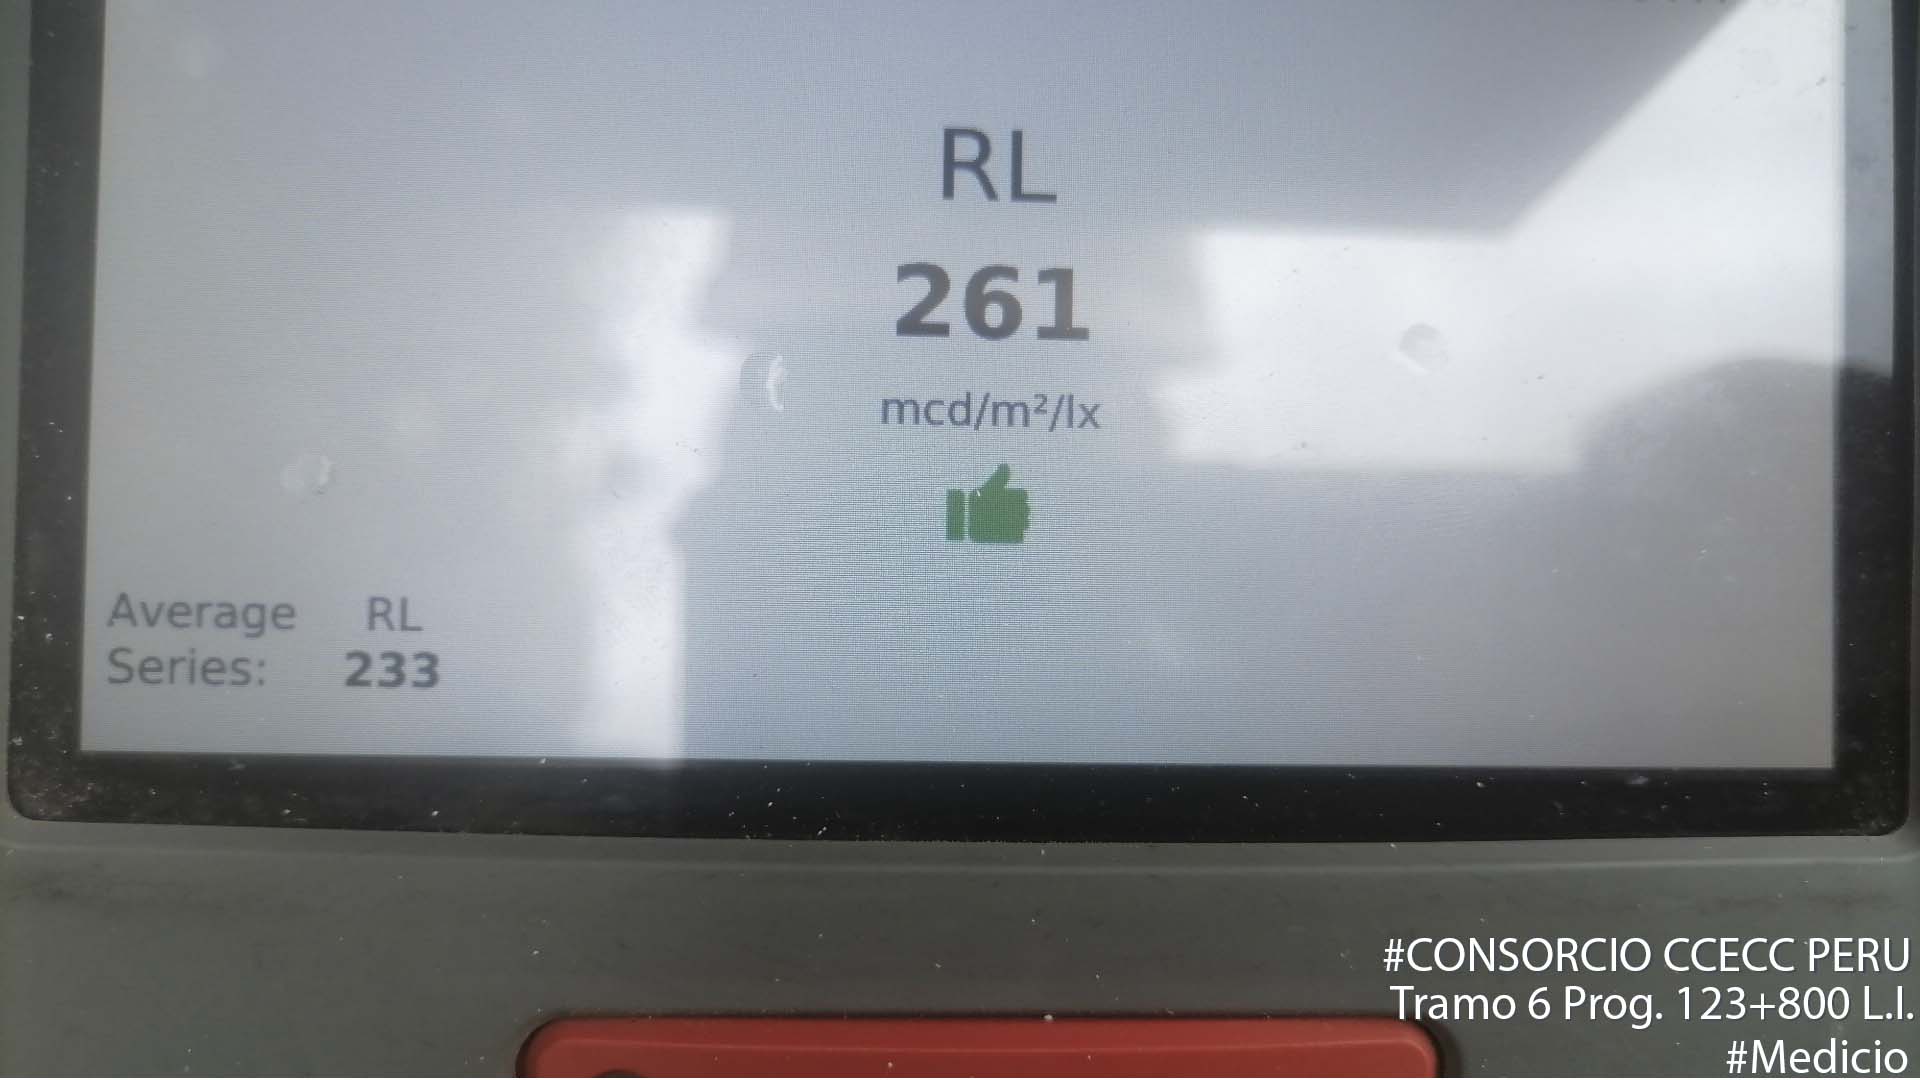 RL
261
mcd/m²/lx
Average RL
Series: 233
#CONSORCIO CCECC PERU
Tramo 6 Prog. 123+800 L.I.
#Medicio